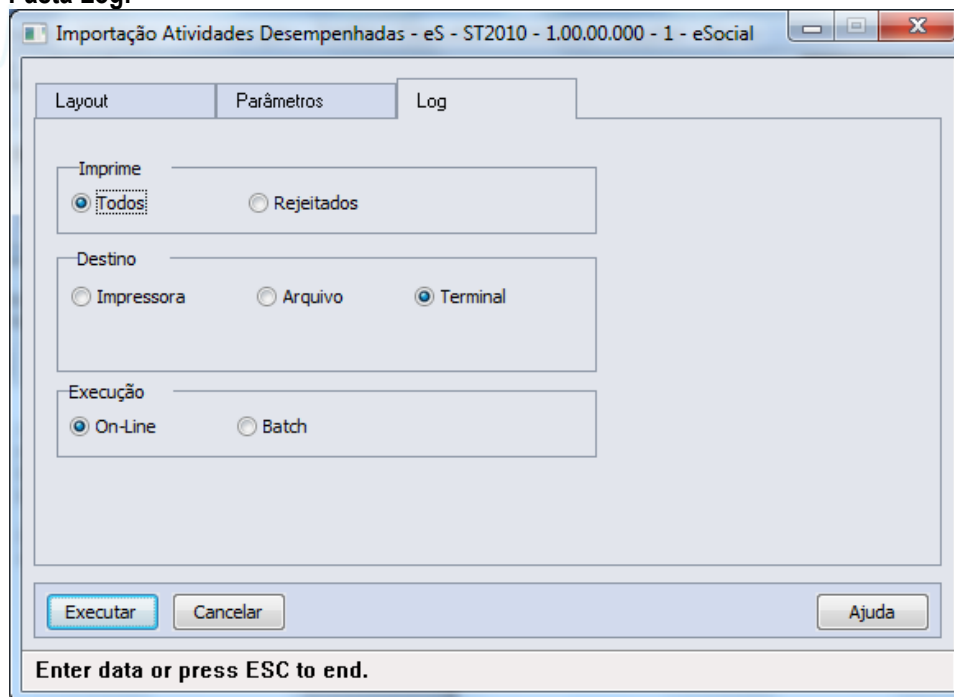 Pasta Log:
Importação Atividades Desempenhadas - eS - ST2010 - 1.00.00.000 - 1 - eSocial
Layout Parâmetros Log
Imprime
Todos Rejeitados
Destino
Impressora Arquivo Terminal
Execução
On-Line Batch
Executar Cancelar Ajuda
Enter data or press ESC to end.